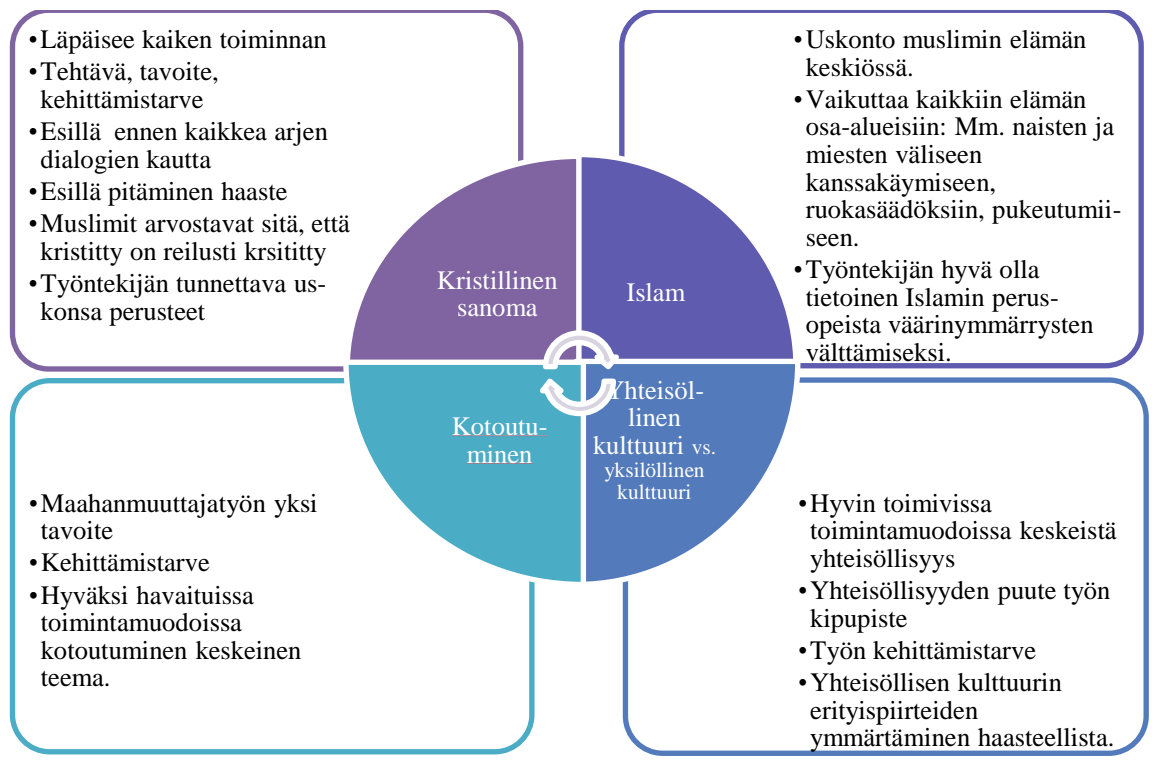 •Läpäisee kaiken toiminnan
•Tehtävä, tavoite,
kehittämistarve
•Esillä ennen kaikkea arjen
dialogien kautta
•Esillä pitäminen haaste
•Muslimit arvostavat sitä, että
kristitty on reilusti krsititty
•Työntekijän tunnettava us-
konsa perusteet
•Uskonto muslimin elämän
keskiössä.
•Vaikuttaa kaikkiin elämän
osa-alueisiin: Mm. naisten ja
miesten väliseen
kanssakäymiseen,
ruokasäädöksiin, pukeutumii-
seen.
•Työntekijän hyvä olla
tietoinen Islamin perus-
opeista väärinymmärrysten
välttämiseksi.
Kristillinen
sanoma
Islam
Kotoutu-
minen
Yhteisöl-
linen
kulttuuri vs.
yksilöllinen
kulttuuri
•Maahanmuuttajatyön yksi
tavoite
•Kehittämistarve
•Hyväksi havaituissa
toimintamuodoissa
kotoutuminen keskeinen
teema.
•Hyvin toimivissa
toimintamuodoissa keskeistä
yhteisöllisyys
•Yhteisöllisyyden puute työn
kipupiste
•Työn kehittämistarve
•Yhteisöllisen kulttuurin
erityispiirteiden
ymmärtäminen haasteellista.